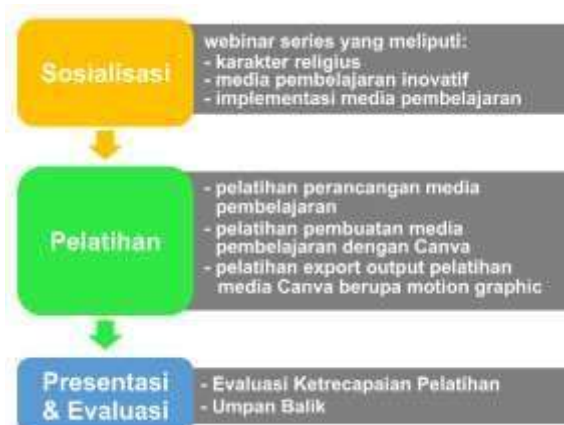 Sosialisasi
webinar series yang meliputi:
- karakter religius
- media pembelajaran inovatif
- implementasi media pembelajaran
Pelatihan
- pelatihan perancangan media
pembelajaran
- pelatihan pembuatan media
pembelajaran dengan Canva
- pelatihan export output pelatihan
media Canva berupa motion graphic
Presentasi
& Evaluasi
- Evaluasi Ketrecapaian Pelatihan
- Umpan Balik